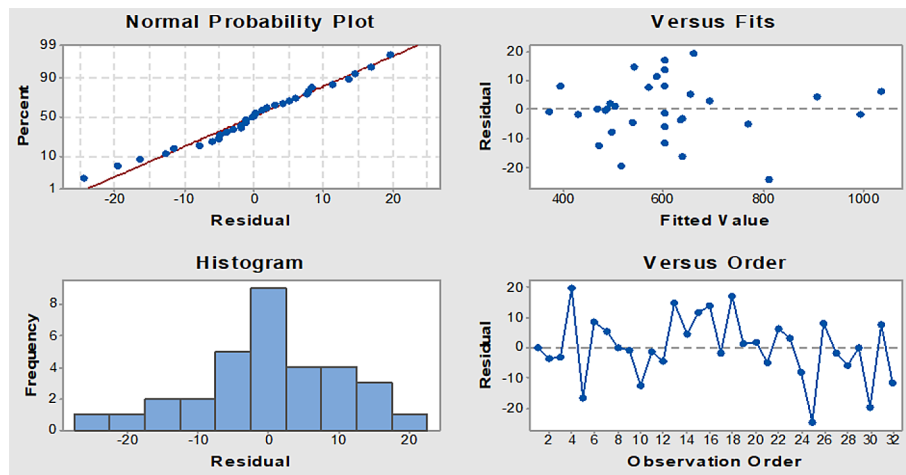 Normal Probability Plot
99
90
50
10
1
Percent
-20
-10
0
10
20
Residual
Versus Fits
20
10
0
-10
-20
Residual
400
600
800
1000
Fitted Value
Histogram
8
6
4
2
0
Frequency
-20
-10
0
10
20
Residual
Versus Order
20
10
0
-10
-20
Residual
2 4 6 8 10 12 14 16 18 20 22 24 26 28 30 32
Observation Order